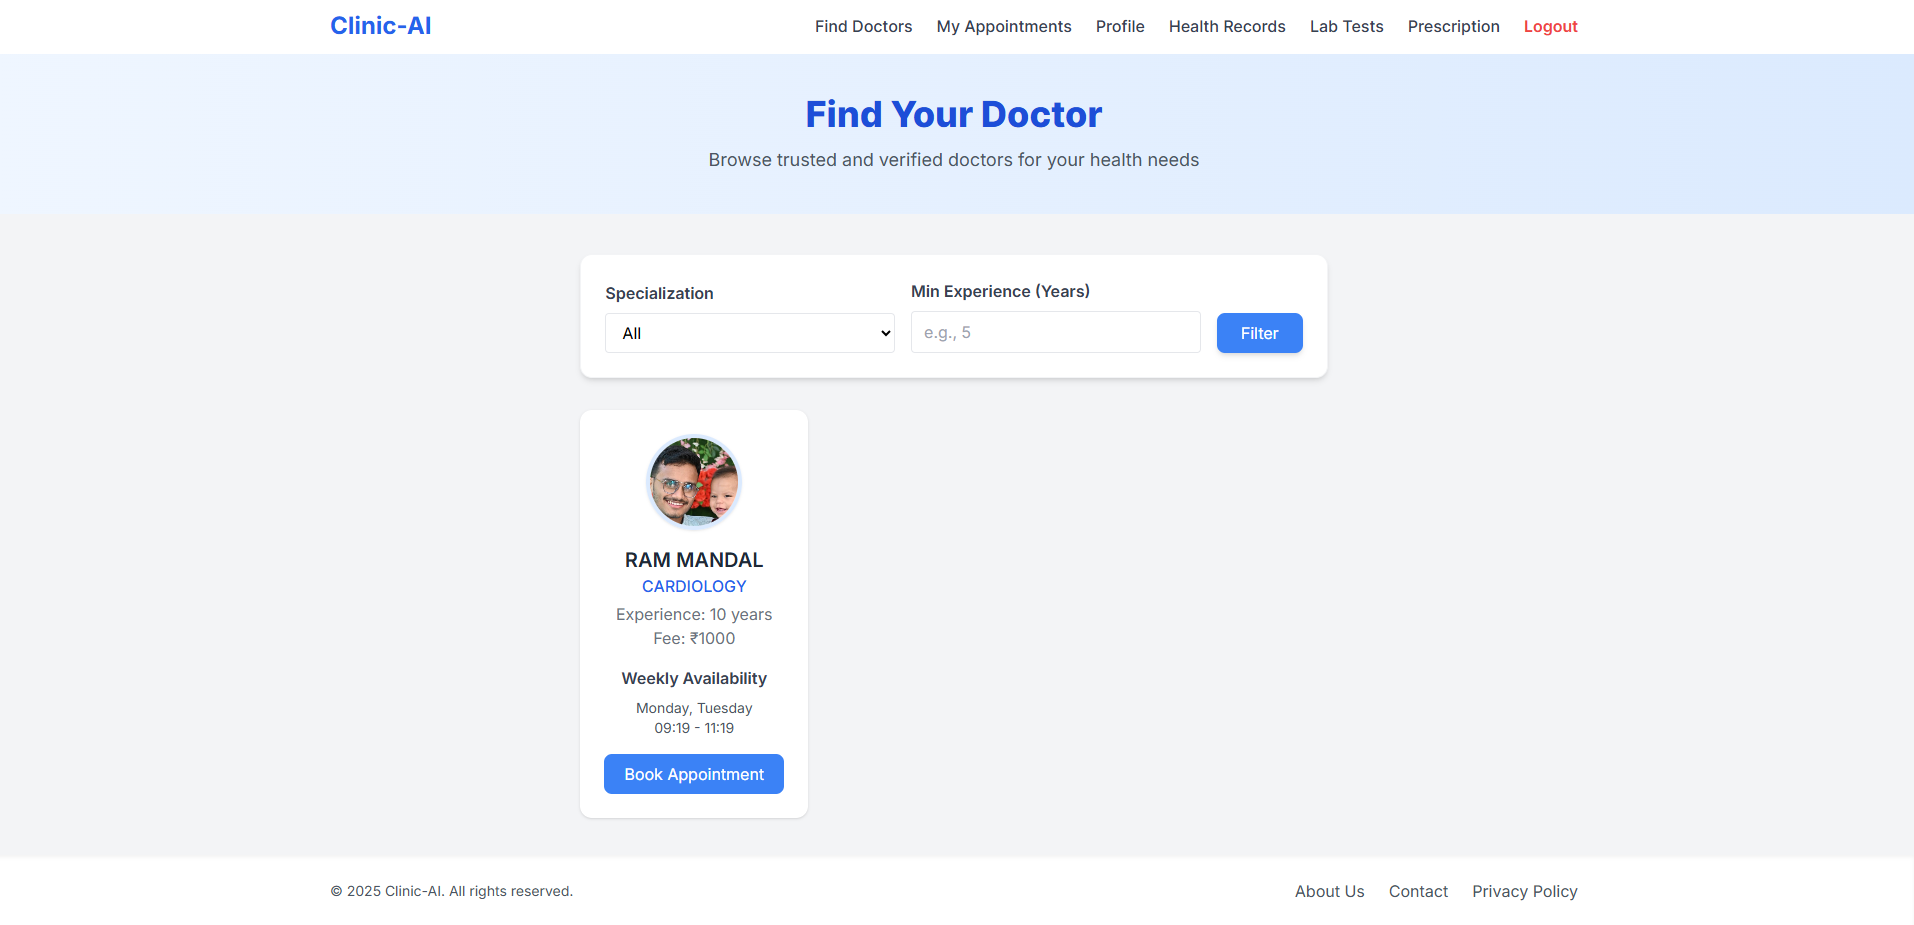 Clinic-AI
Find Doctors My Appointments Profile Health Records Lab Tests Prescription Logout
Find Your Doctor
Browse trusted and verified doctors for your health needs
Specialization
All
Min Experience (Years)
e.g., 5
Filter
RAM MANDAL
CARDIOLOGY
Experience: 10 years
Fee: ₹1000
Weekly Availability
Monday, Tuesday
09:19 - 11:19
Book Appointment
© 2025 Clinic-AI. All rights reserved.
About Us Contact Privacy Policy